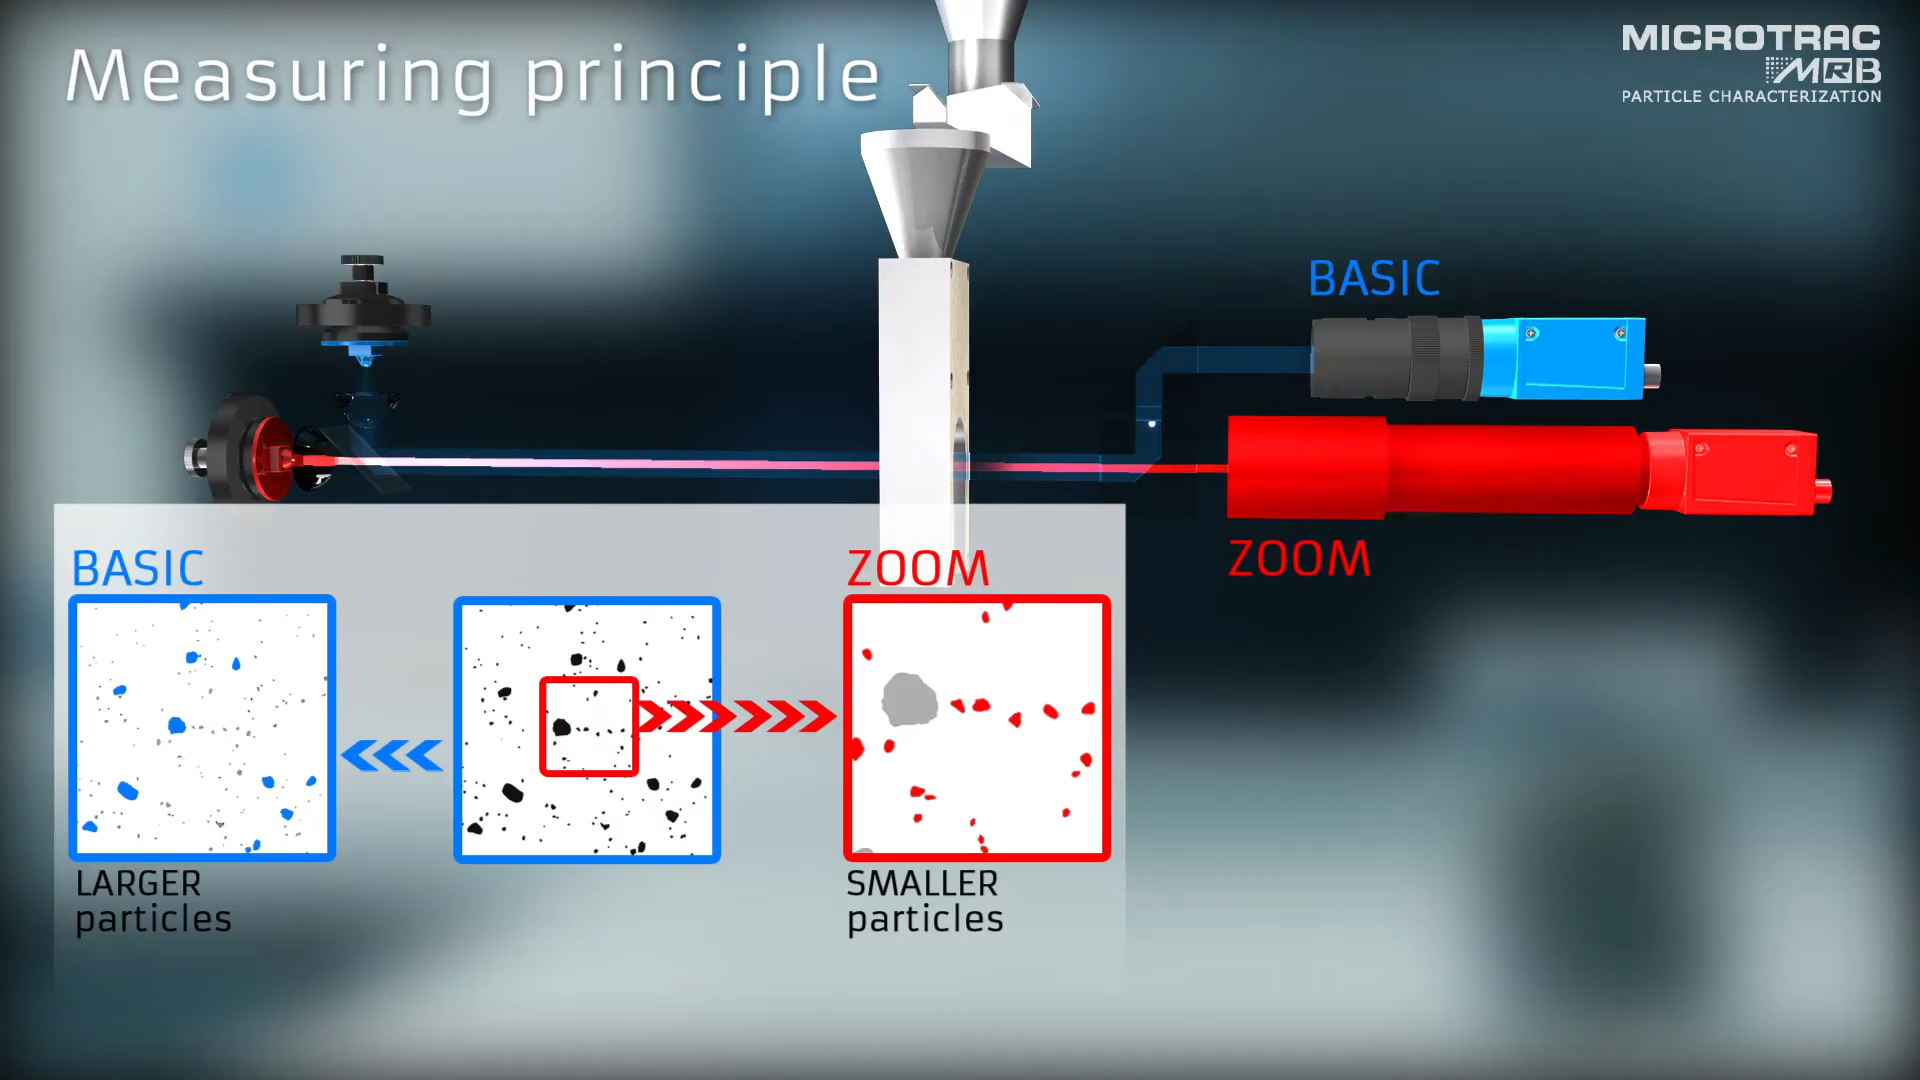 Measuring principle
MICROTRAC
MRB
PARTICLE CHARACTERIZATION
BASIC
ZOOM
BASIC
ZOOM
LARGER
particles
SMALLER
particles